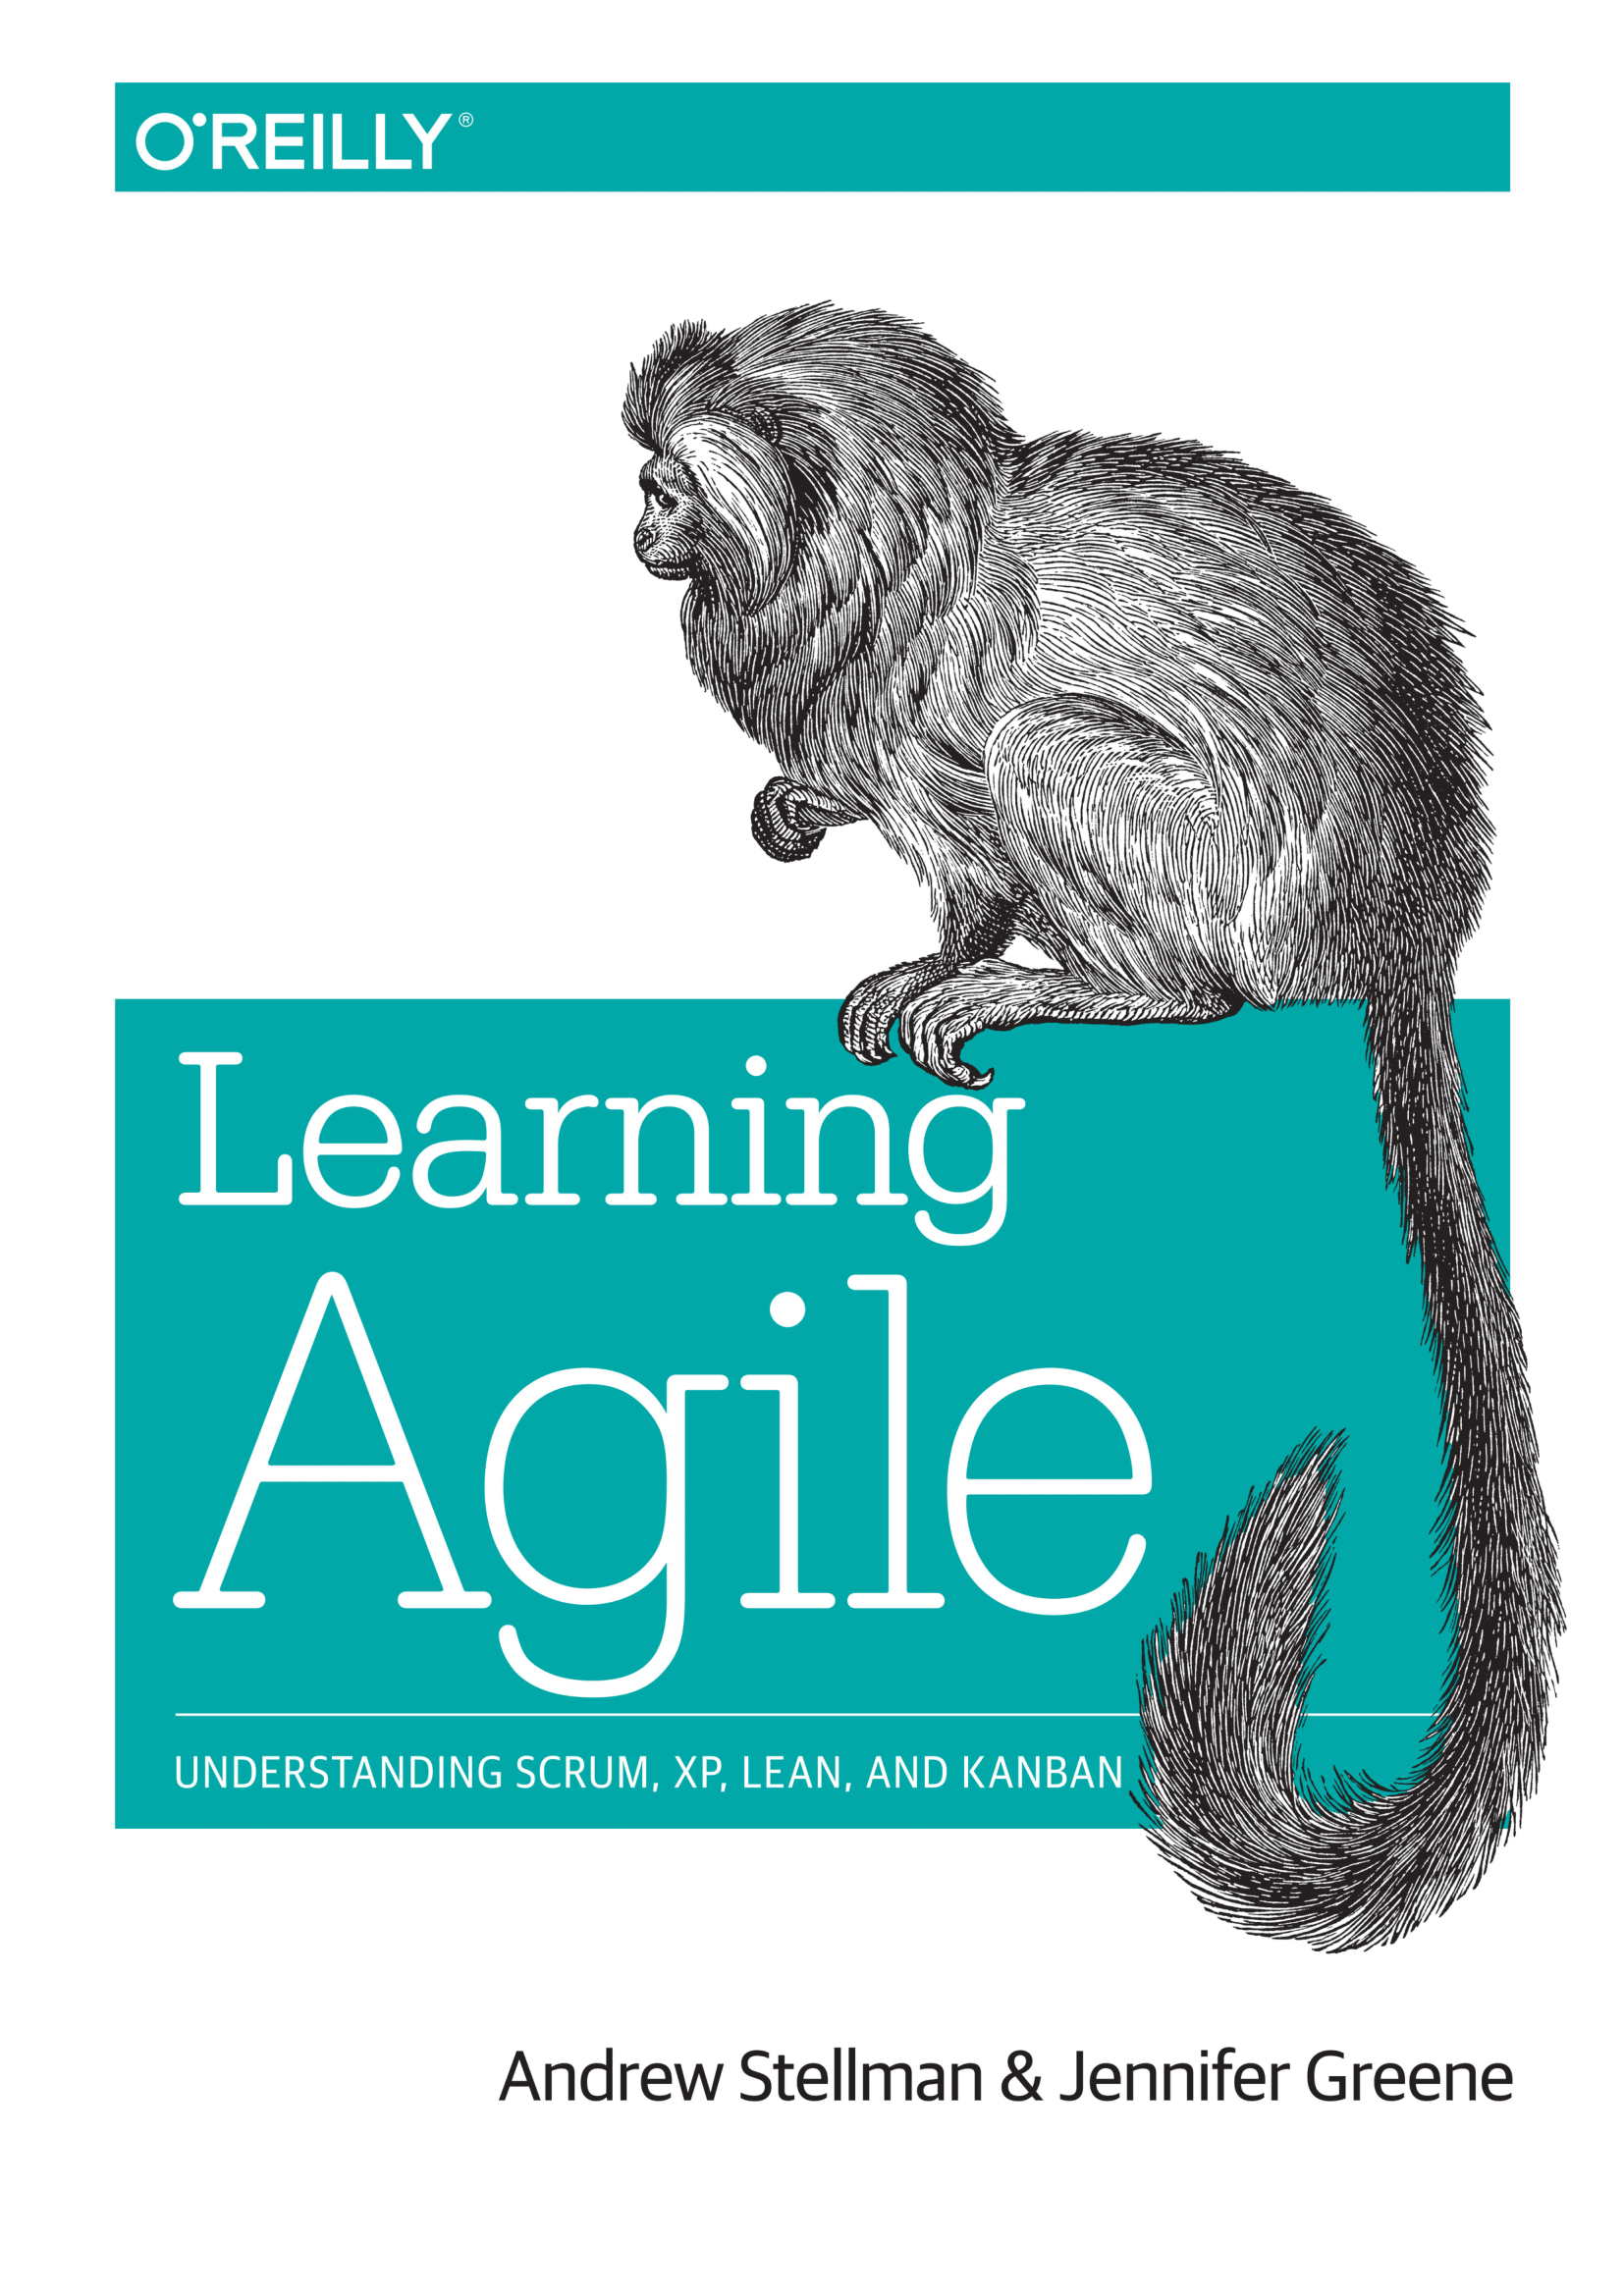 O'REILLY®
Learning
Agile
UNDERSTANDING SCRUM, XP, LEAN, AND KANBAN
Andrew Stellman & Jennifer Greene